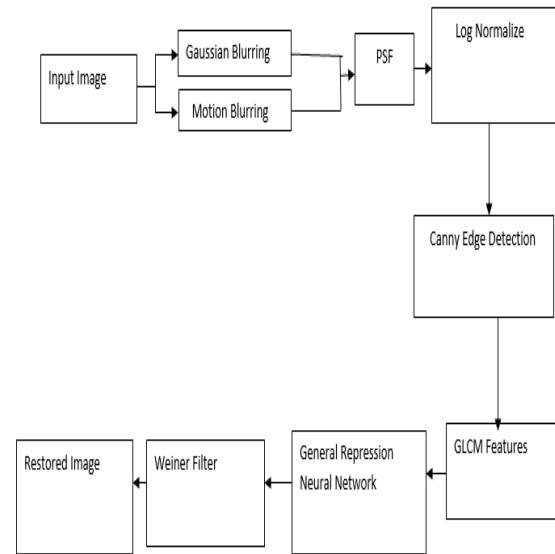 Input Image
Gaussian Blurring
Motion Blurring
PSF
Log Normalize
Canny Edge Detection
GLCM Features
General Repression
Neural Network
Weiner Filter
Restored Image